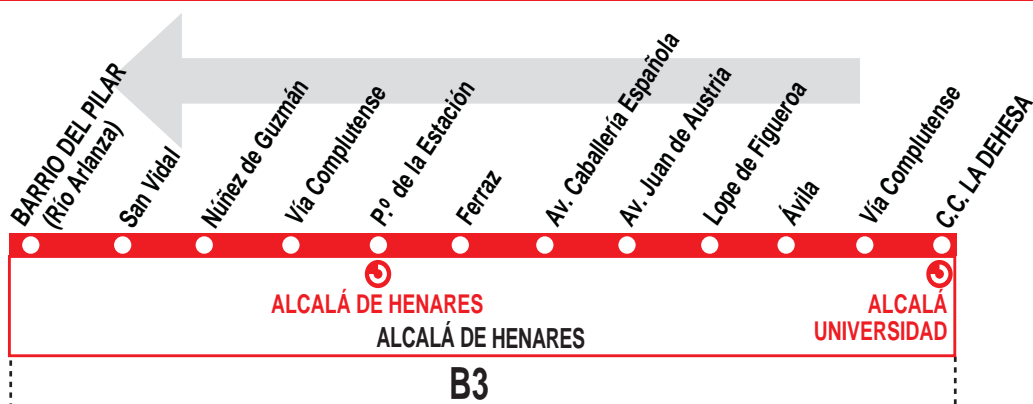 BARRIO DEL PILAR
(Río Arlanza)
San Vidal
Núñez de Guzmán
Vía Complutense
P.º de la Estación
Ferraz
Av. Caballería Española
Av. Juan de Austria
Lope de Figueroa
Ávila
Vía Complutense
C.C. LA DEHESA
ALCALÁ DE HENARES
ALCALÁ
UNIVERSIDAD
ALCALÁ DE HENARES
B3